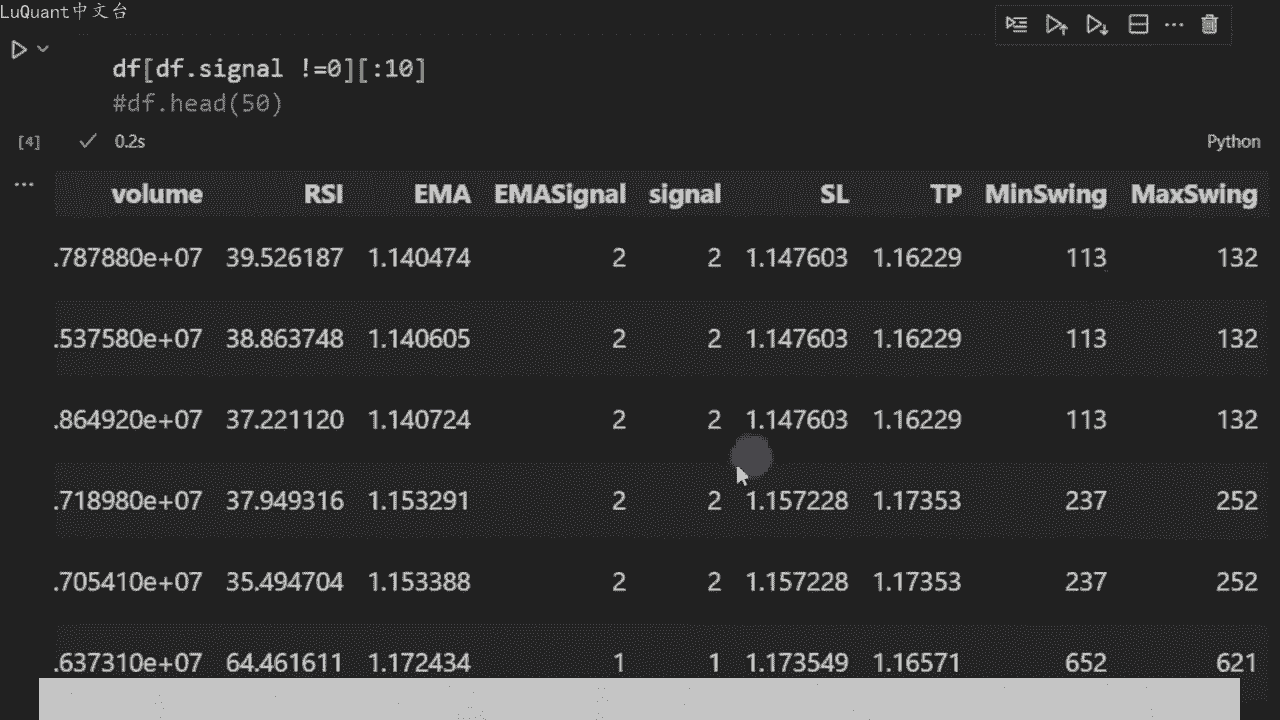 LuQuant中文台
df[df.signal !=0][:10]
#df.head(50)
[4] 0.2s Python
volume RSI EMA EMASignal signal SL TP MinSwing MaxSwing
.787880e+07 39.526187 1.140474 2 2 1.147603 1.16229 113 132
.537580e+07 38.863748 1.140605 2 2 1.147603 1.16229 113 132
.864920e+07 37.221120 1.140724 2 2 1.147603 1.16229 113 132
.718980e+07 37.949316 1.153291 2 2 1.157228 1.17353 237 252
.705410e+07 35.494704 1.153388 2 2 1.157228 1.17353 237 252
.637310e+07 64.461611 1.172434 1 1 1.173549 1.16571 652 621